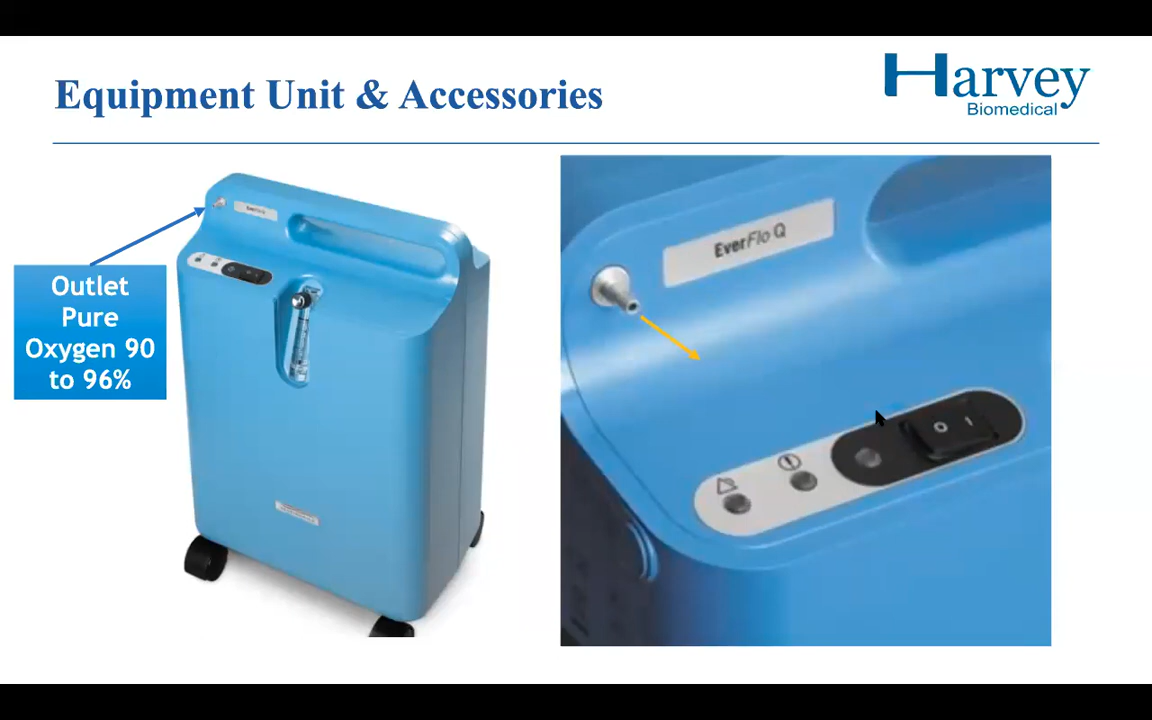 Equipment Unit & Accessories
Harvey
Biomedical
Outlet
Pure
Oxygen 90
to 96%
EverFlo Q